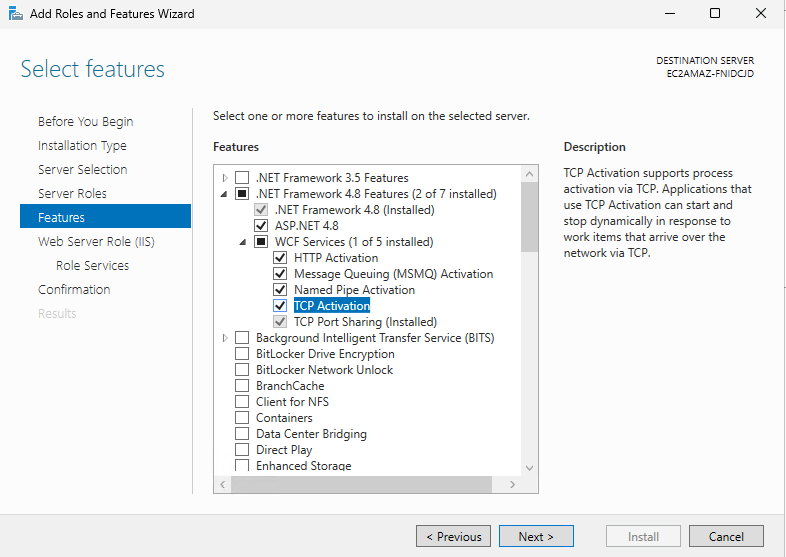 Add Roles and Features Wizard
Select features
DESTINATION SERVER
EC2AMAZ-FNIDCJD
Before You Begin
Installation Type
Server Selection
Server Roles
Features
Web Server Role (IIS)
Role Services
Confirmation
Results
Select one or more features to install on the selected server.
Features
.NET Framework 3.5 Features
.NET Framework 4.8 Features (2 of 7 installed)
.NET Framework 4.8 (Installed)
ASP.NET 4.8
WCF Services (1 of 5 installed)
HTTP Activation
Message Queuing (MSMQ) Activation
Named Pipe Activation
TCP Activation
TCP Port Sharing (Installed)
Background Intelligent Transfer Service (BITS)
BitLocker Drive Encryption
BitLocker Network Unlock
BranchCache
Client for NFS
Containers
Data Center Bridging
Direct Play
Enhanced Storage
Description
TCP Activation supports process
activation via TCP. Applications that
use TCP Activation can start and
stop dynamically in response to
work items that arrive over the
network via TCP.
< Previous
Next >
Install
Cancel